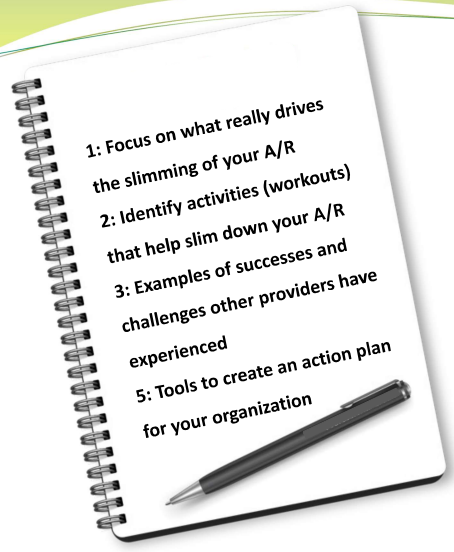 1: Focus on what really drives
the slimming of your A/R
2: Identify activities (workouts)
that help slim down your A/R
3: Examples of successes and
challenges other providers have
experienced
5: Tools to create an action plan
for your organization